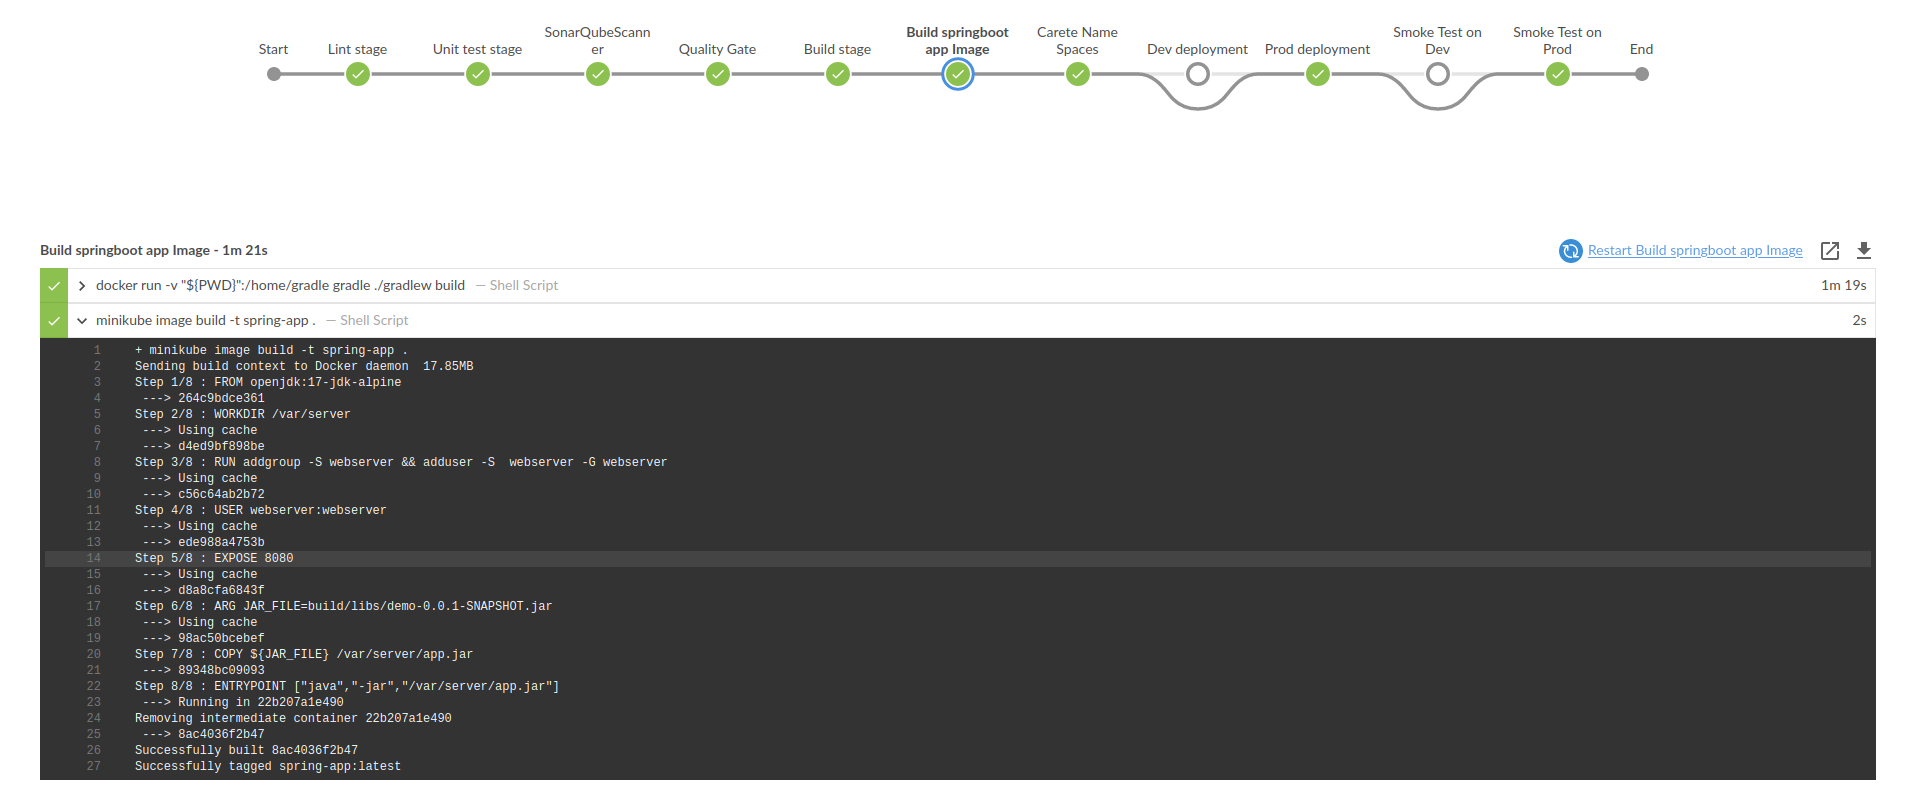 Start
Lint stage
Unit test stage
SonarQubeScann
er
Quality Gate
Build stage
Build springboot
app Image
Carete Name
Spaces
Dev deployment
Prod deployment
Smoke Test on
Dev
Smoke Test on
Prod
End
Build springboot app Image - 1m 21s
Restart Build springboot app Image
docker run -v "${PWD}":/home/gradle gradle ./gradlew build — Shell Script 1m 19s
minikube image build -t spring-app . — Shell Script 2s
1 + minikube image build -t spring-app .
2 Sending build context to Docker daemon  17.85MB
3 Step 1/8 : FROM openjdk:17-jdk-alpine
4  ---> 264c9bdce361
5 Step 2/8 : WORKDIR /var/server
6  ---> Using cache
7  ---> d4ed9bf898be
8 Step 3/8 : RUN addgroup -S webserver && adduser -S  webserver -G webserver
9  ---> Using cache
10  ---> c56c64ab2b72
11 Step 4/8 : USER webserver:webserver
12  ---> Using cache
13  ---> ede988a4753b
14 Step 5/8 : EXPOSE 8080
15  ---> Using cache
16  ---> d8a8cfa6843f
17 Step 6/8 : ARG JAR_FILE=build/libs/demo-0.0.1-SNAPSHOT.jar
18  ---> Using cache
19  ---> 98ac50bcebef
20 Step 7/8 : COPY ${JAR_FILE} /var/server/app.jar
21  ---> 89348bc09093
22 Step 8/8 : ENTRYPOINT ["java","-jar","/var/server/app.jar"]
23  ---> Running in 22b207a1e490
24 Removing intermediate container 22b207a1e490
25  ---> 8ac4036f2b47
26 Successfully built 8ac4036f2b47
27 Successfully tagged spring-app:latest